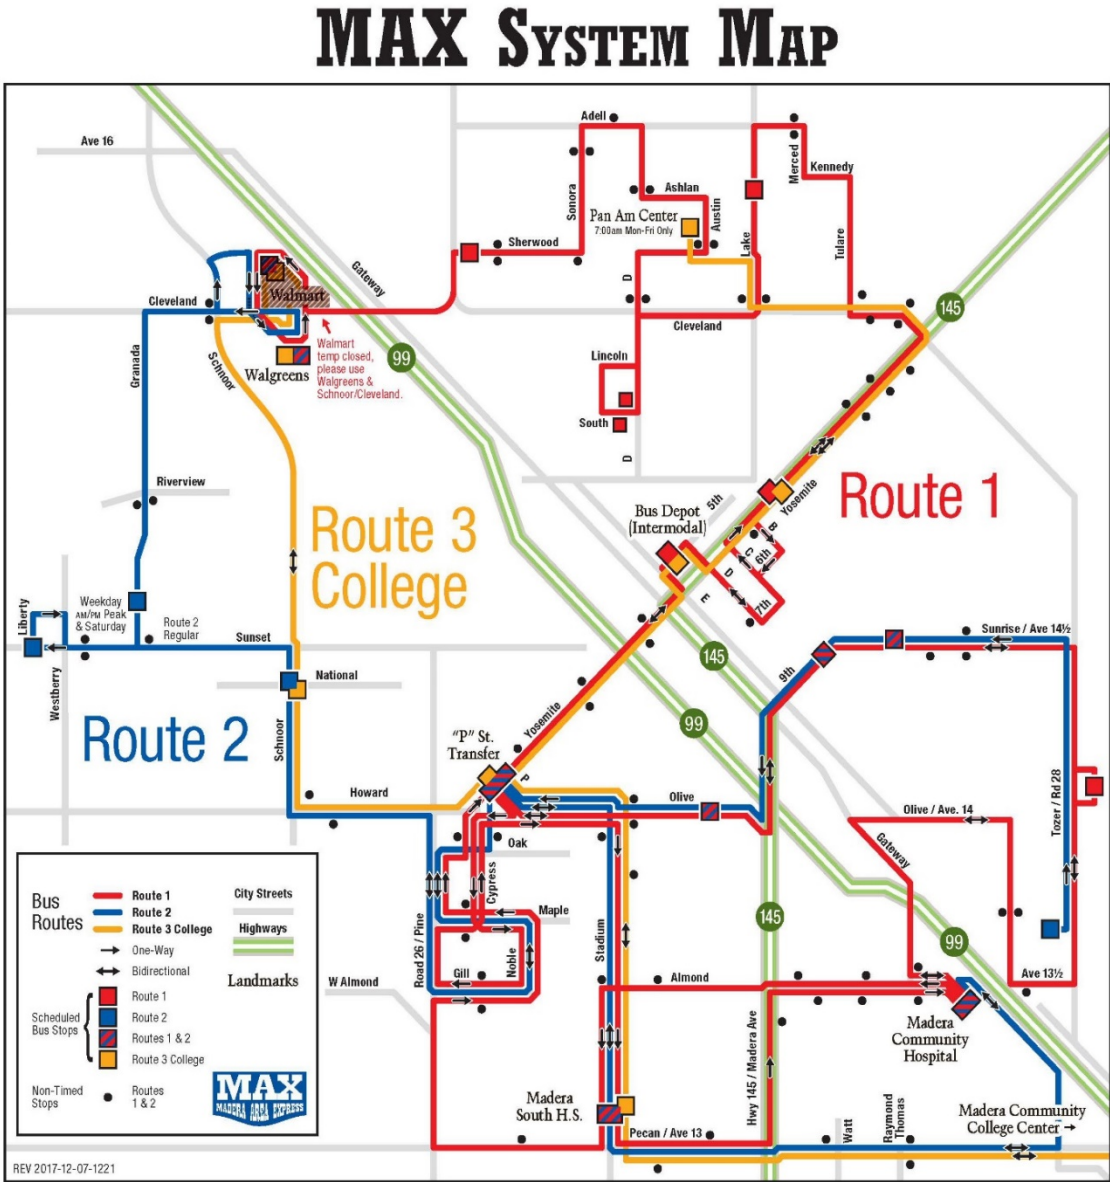 MAX System Map
Ave 16
Gateway
99
Adell
Ashlan
Sonora
Austin
Pan Am Center
7:00am Mon-Fri Only
Sherwood
Lake
Merced
Kennedy
Tulare
145
D
Cleveland
Walmart
Cleveland
Walmart
temp closed,
please use
Walgreens &
Schnoor/Cleveland.
Walgreens
Granada
Schnoor
Lincoln
South
D
Riverview
Route 3
College
Route 1
Bus Depot
(Intermodal)
5th
Yosemite
B
6th
C
D
7th
E
Liberty
Weekday
AM/PM Peak
& Saturday
Route 2
Regular
Sunset
Westberry
National
Route 2
Schnoor
Yosemite
145
99
9th
Sunrise / Ave 14½
"P" St.
Transfer
P
Howard
Olive
Olive / Ave. 14
Tozer / Rd 28
Gateway
Oak
Cypress
Maple
Road 26 / Pine
Noble
Gill
W Almond
Stadium
Almond
145
99
Ave 13½
Hwy 145 / Madera Ave
Madera
Community
Hospital
Madera
South H.S.
Pecan / Ave 13
Watt
Raymond
Thomas
Madera Community
College Center →
Bus
Routes
Route 1
Route 2
Route 3 College
One-Way
Bidirectional
City Streets
Highways
Landmarks
Scheduled
Bus Stops
Route 1
Route 2
Routes 1 & 2
Route 3 College
Non-Timed
Stops
Routes
1 & 2
MAX
MADERA AREA EXPRESS
REV 2017-12-07-1221